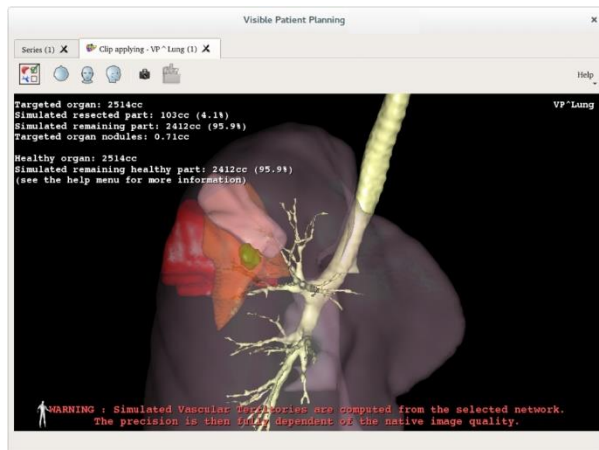 Visible Patient Planning
Series (1)
Clip applying - VP^Lung (1)
Help
Targeted organ: 2514cc
VP^Lung
Simulated resected part: 103cc (4.1%)
Simulated remaining part: 2412cc (95.9%)
Targeted organ nodules: 0.71cc
Healthy organ: 2514cc
Simulated remaining healthy part: 2412cc (95.9%)
(see the help menu for more information)
WARNING : Simulated Vascular Territories are computed from the selected network.
The precision is then fully dependent of the native image quality.